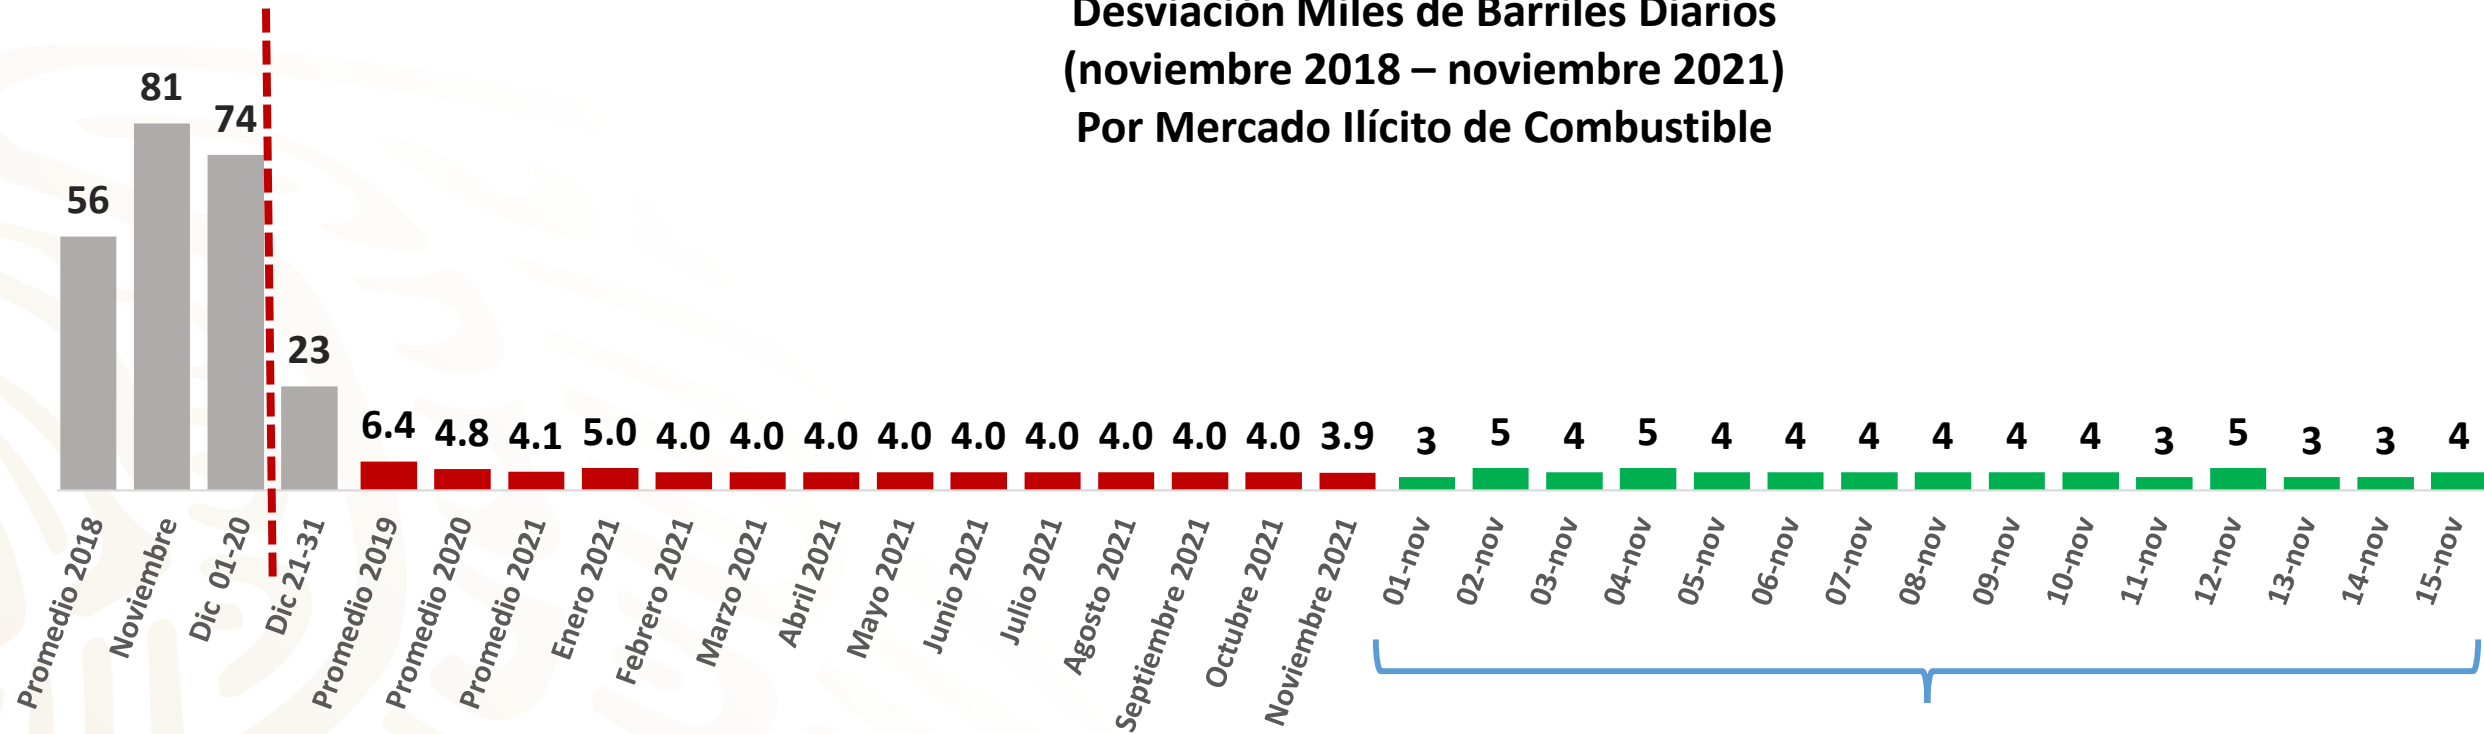 Desviación Miles de Barriles Diarios
(noviembre 2018 – noviembre 2021)
Por Mercado Ilícito de Combustible
56
81
74
23
6.4
4.8
4.1
5.0
4.0
4.0
4.0
4.0
4.0
4.0
4.0
4.0
4.0
3.9
3
5
4
5
4
4
4
4
4
4
3
5
3
3
4
Promedio 2018
Noviembre
Dic 01-20
Dic 21-31
Promedio 2019
Promedio 2020
Promedio 2021
Enero 2021
Febrero 2021
Marzo 2021
Abril 2021
Mayo 2021
Junio 2021
Julio 2021
Agosto 2021
Septiembre 2021
Octubre 2021
Noviembre 2021
01-nov
02-nov
03-nov
04-nov
05-nov
06-nov
07-nov
08-nov
09-nov
10-nov
11-nov
12-nov
13-nov
14-nov
15-nov